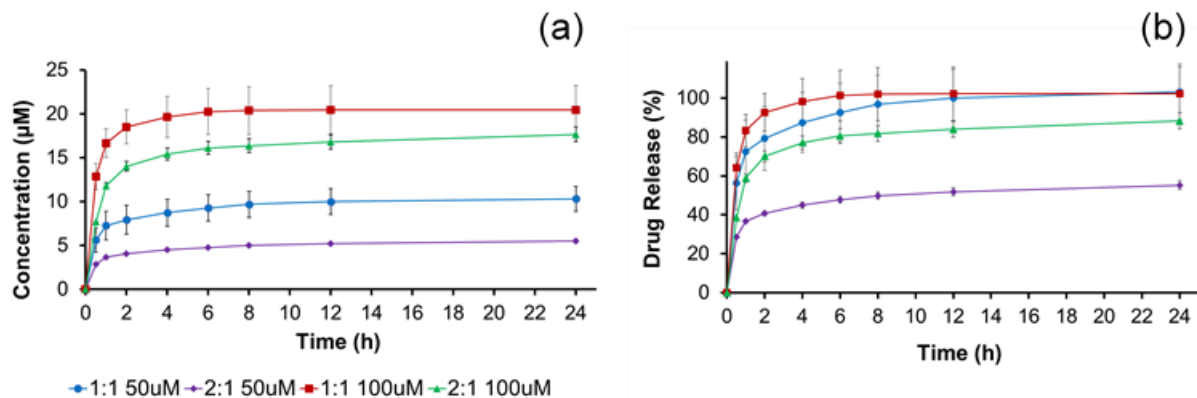 (a)
25
20
15
10
5
0
Concentration (µM)
0 2 4 6 8 10 12 14 16 18 20 22 24
Time (h)
1:1 50uM 2:1 50uM 1:1 100uM 2:1 100uM
(b)
100
80
60
40
20
0
Drug Release (%)
0 2 4 6 8 10 12 14 16 18 20 22 24
Time (h)